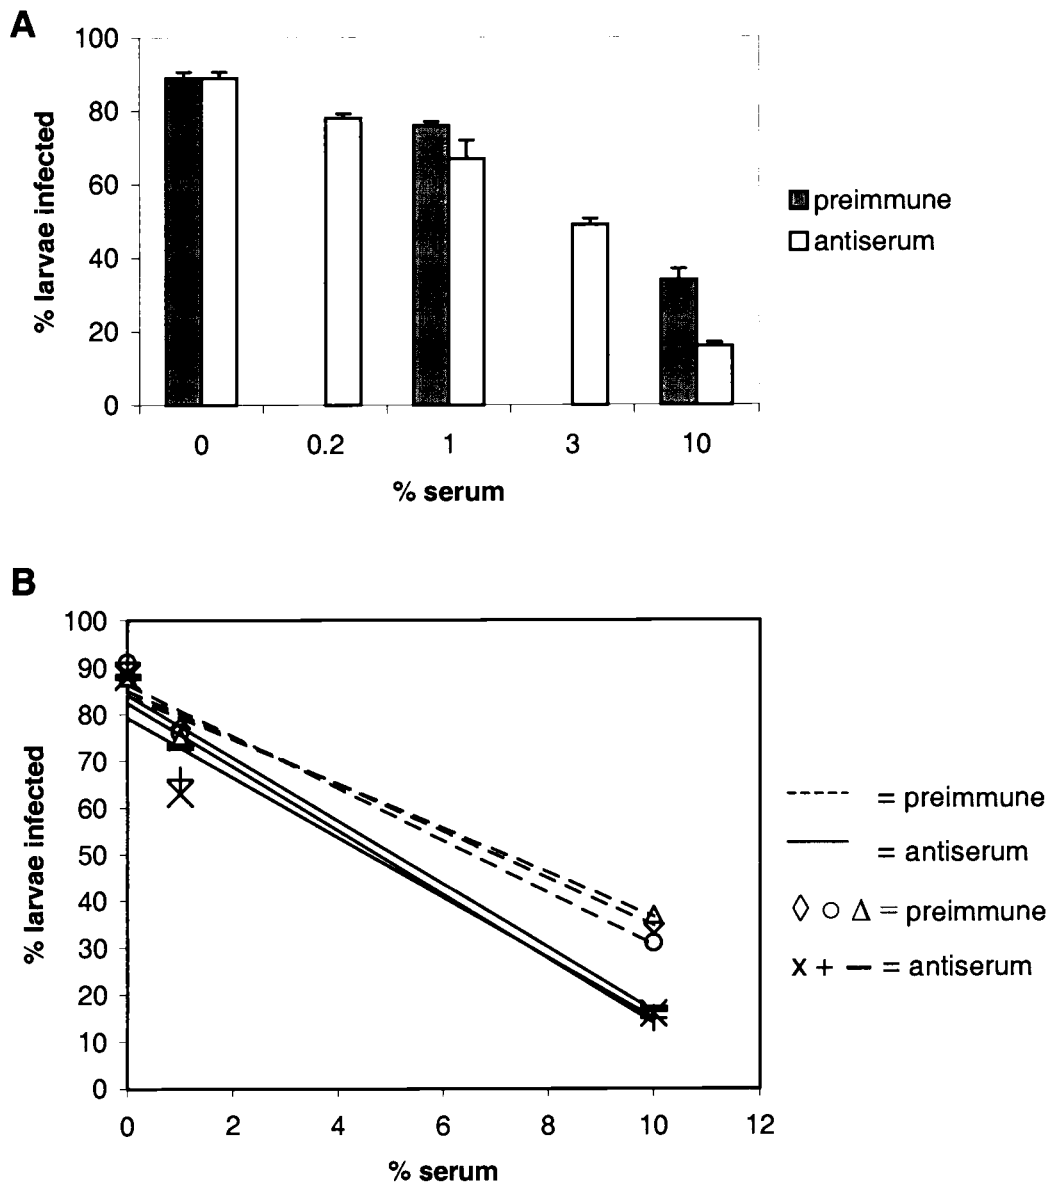 A
100
80
60
40
20
0
% larvae infected
0 0.2 1 3 10
% serum
preimmune
antiserum
B
100
90
80
70
60
50
40
30
20
10
0
% larvae infected
0 2 4 6 8 10 12
% serum
= preimmune
= antiserum
= preimmune
x + − = antiserum